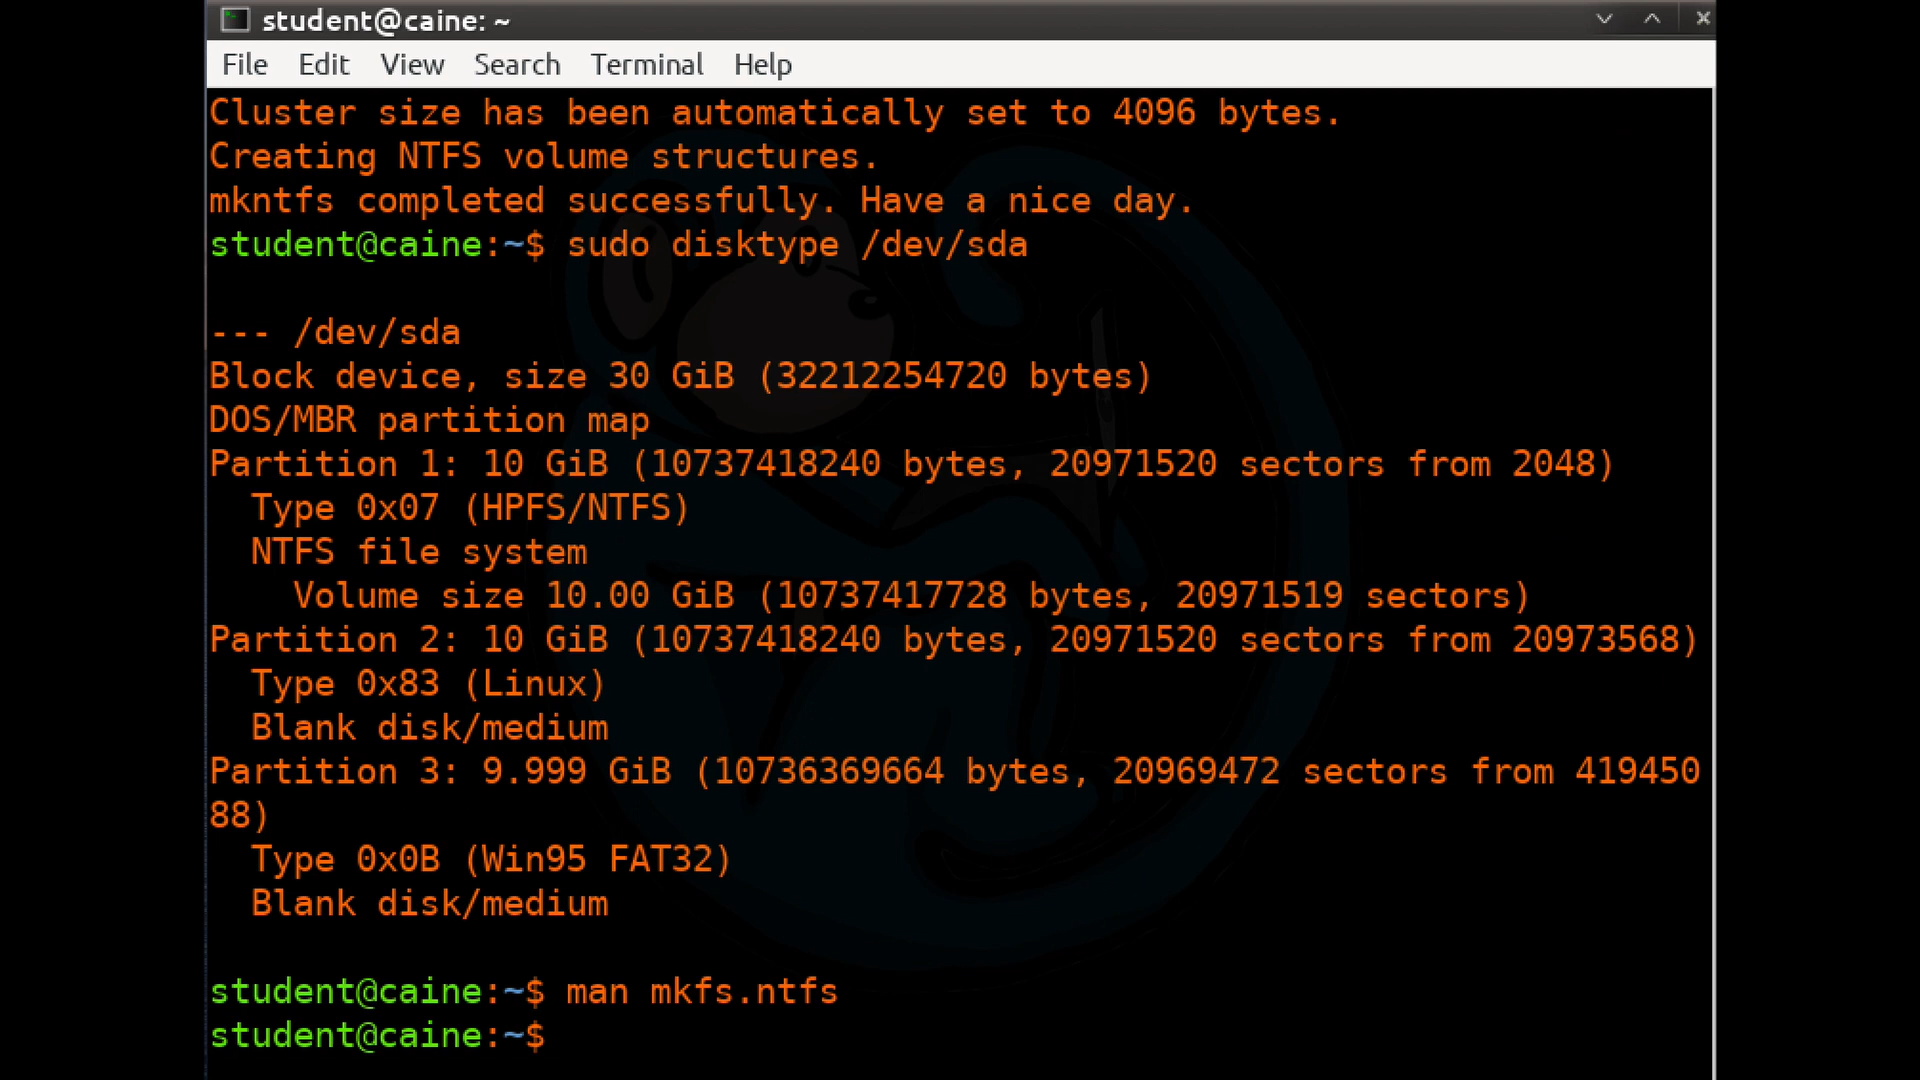 student@caine: ~
File Edit View Search Terminal Help
Cluster size has been automatically set to 4096 bytes.
Creating NTFS volume structures.
mkntfs completed successfully. Have a nice day.
student@caine:~$ sudo disktype /dev/sda
--- /dev/sda
Block device, size 30 GiB (32212254720 bytes)
DOS/MBR partition map
Partition 1: 10 GiB (10737418240 bytes, 20971520 sectors from 2048)
  Type 0x07 (HPFS/NTFS)
  NTFS file system
    Volume size 10.00 GiB (10737417728 bytes, 20971519 sectors)
Partition 2: 10 GiB (10737418240 bytes, 20971520 sectors from 20973568)
  Type 0x83 (Linux)
  Blank disk/medium
Partition 3: 9.999 GiB (10736369664 bytes, 20969472 sectors from 419450
88)
  Type 0x0B (Win95 FAT32)
  Blank disk/medium
student@caine:~$ man mkfs.ntfs
student@caine:~$